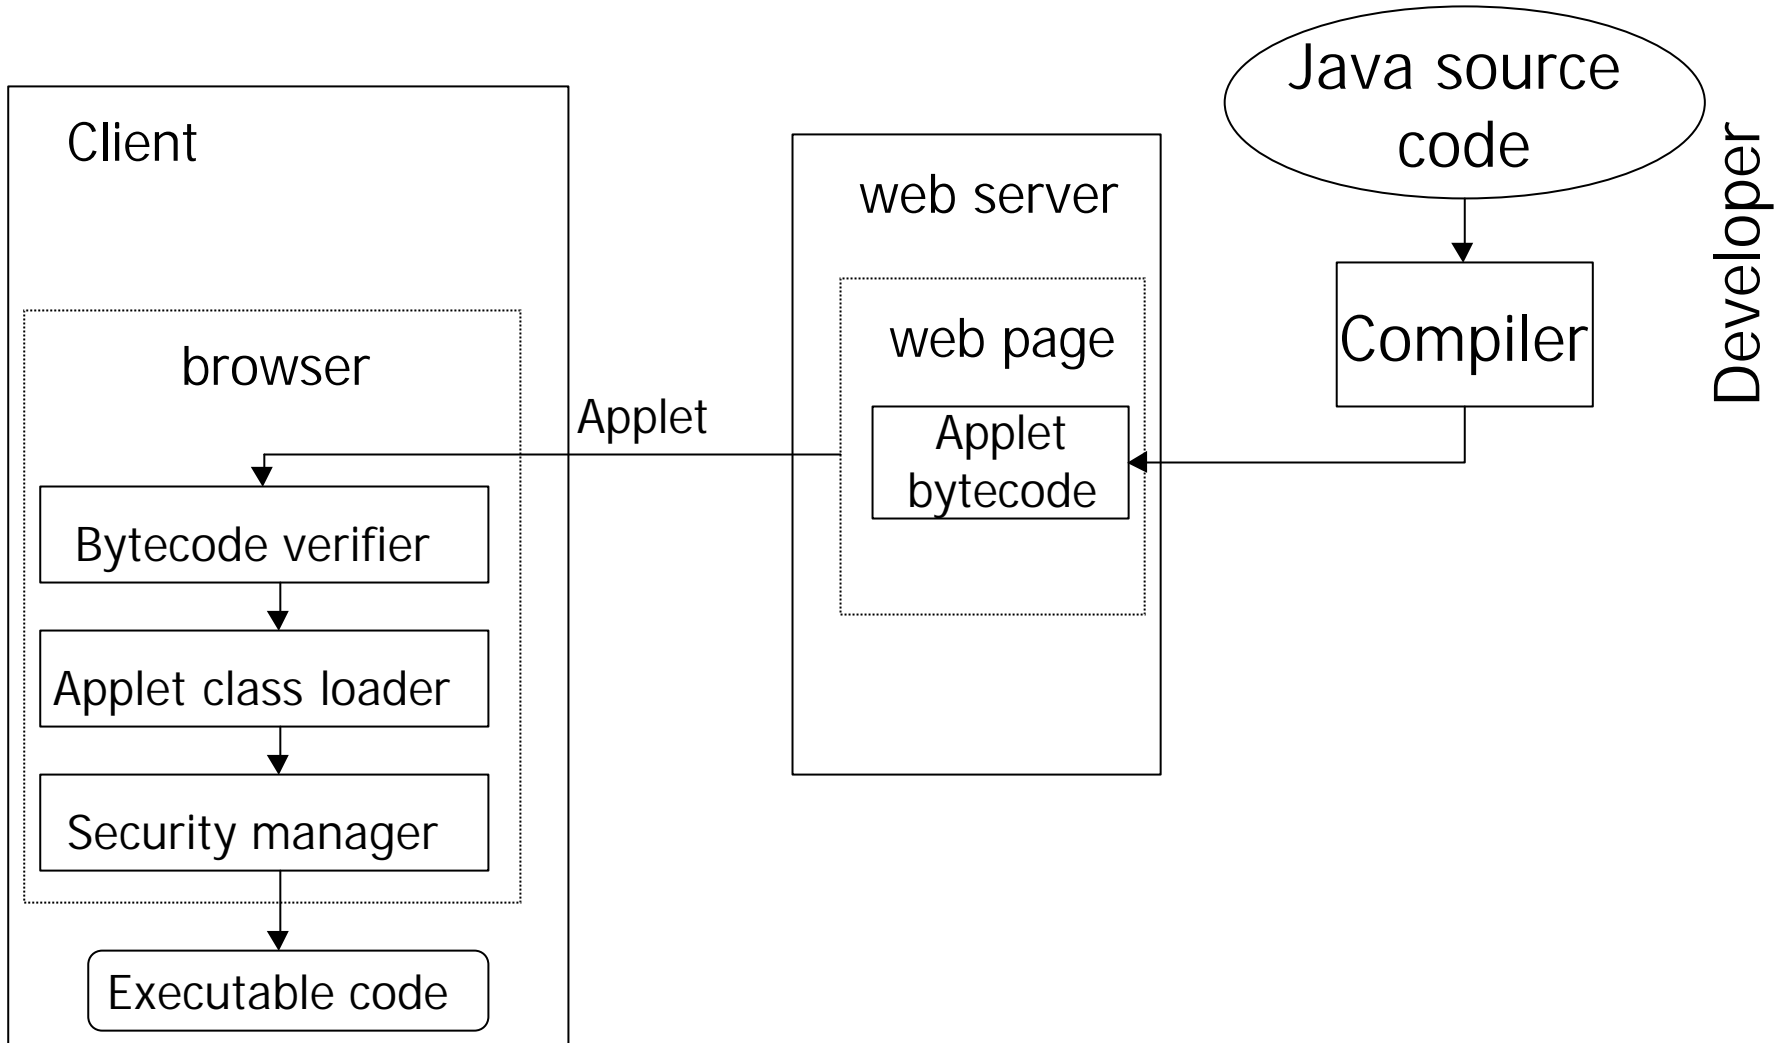 Client
browser
Bytecode verifier
Applet class loader
Security manager
Executable code
Applet
web server
web page
Applet
bytecode
Java source
code
Compiler
Developer